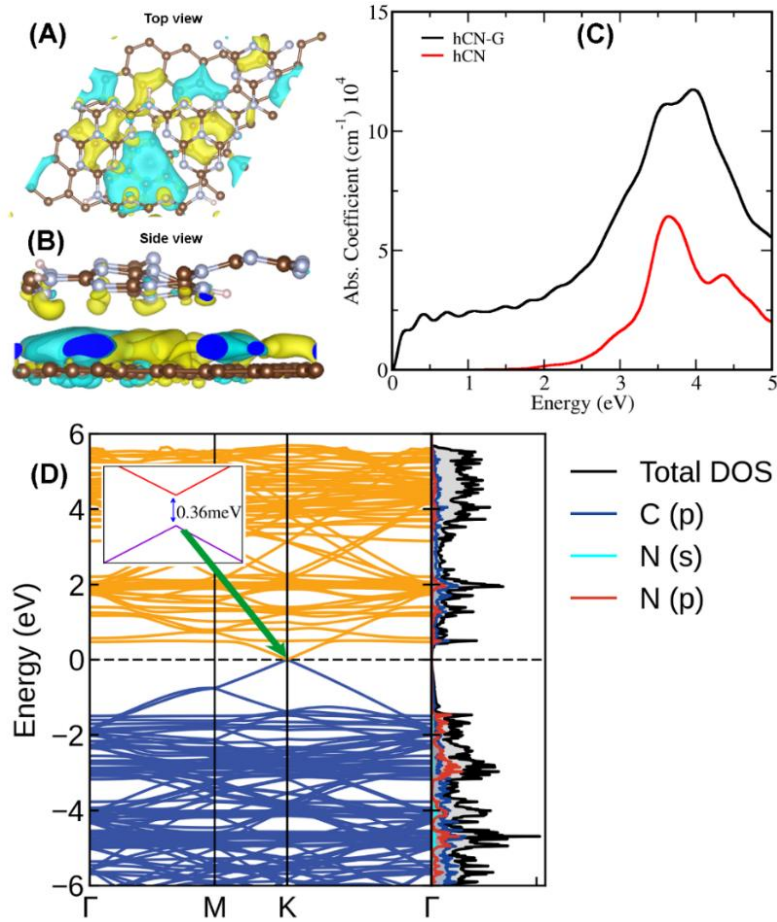 (A)
Top view
(B)
Side view
15
10
5
0
Abs. Coefficient (cm⁻¹) 10⁴
hCN-G
hCN
(C)
0 1 2 3 4 5
Energy (eV)
6
4
2
0
−2
−4
−6
Energy (eV)
(D)
0.36meV
Γ M K Γ
Total DOS
C (p)
N (s)
N (p)